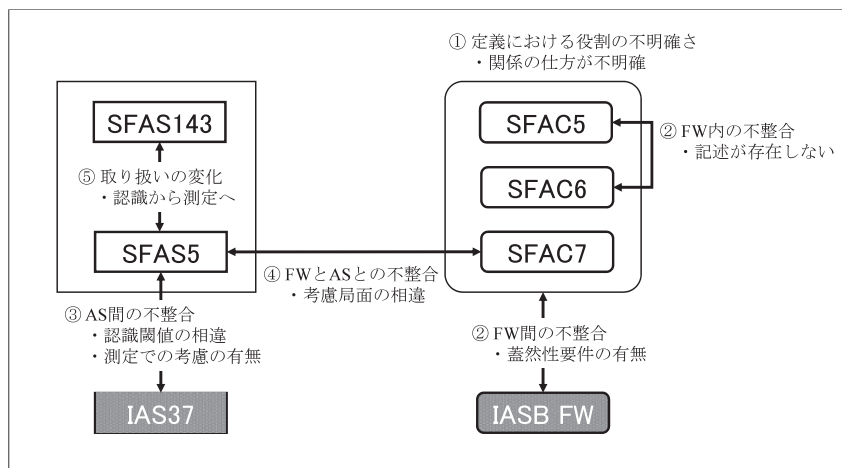 ① 定義における役割の不明確さ
・関係の仕方が不明確
SFAS143
SFAC5
② FW内の不整合
・記述が存在しない
⑤ 取り扱いの変化
・認識から測定へ
SFAC6
SFAS5
SFAC7
④ FWとASとの不整合
・考慮局面の相違
③ AS間の不整合
・認識閾値の相違
・測定での考慮の有無
② FW間の不整合
・蓋然性要件の有無
IAS37
IASB FW